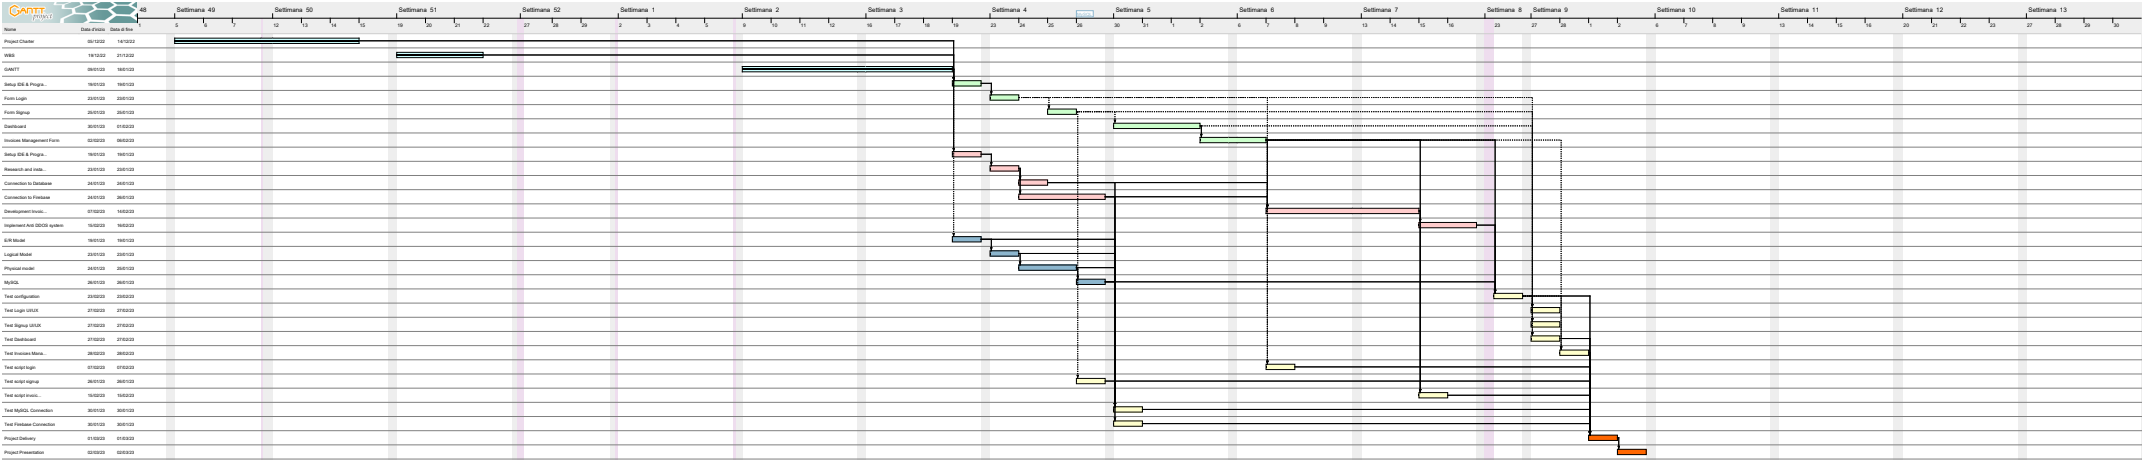 GANTT project
48 Settimana 49 Settimana 50 Settimana 51 Settimana 52 Settimana 1 Settimana 2 Settimana 3 Settimana 4 Settimana 5 Settimana 6 Settimana 7 Settimana 8 Settimana 9 Settimana 10 Settimana 11 Settimana 12 Settimana 13
Name Data d'inizio Data di fine
Project Charter 05/12/22 14/12/22
WBS 19/12/22 21/12/22
GANTT 09/01/23 18/01/23
Setup IDE & Progra... 19/01/23 19/01/23
Form Login 23/01/23 23/01/23
Form Signup 25/01/23 25/01/23
Dashboard 30/01/23 01/02/23
Invoices Management Form 02/02/23 06/02/23
Setup IDE & Progra... 19/01/23 19/01/23
Research and insta... 23/01/23 23/01/23
Connection to Database 24/01/23 24/01/23
Connection to Firebase 24/01/23 26/01/23
Development Invoic... 07/02/23 14/02/23
Implement Anti DDOS system 15/02/23 16/02/23
E/R Model 19/01/23 19/01/23
Logical Model 23/01/23 23/01/23
Physical model 24/01/23 25/01/23
MySQL 26/01/23 26/01/23
Test configuration 23/02/23 23/02/23
Test Login UI/UX 27/02/23 27/02/23
Test Signup UI/UX 27/02/23 27/02/23
Test Dashboard 27/02/23 27/02/23
Test Invoices Mana... 28/02/23 28/02/23
Test script login 07/02/23 07/02/23
Test script signup 26/01/23 26/01/23
Test script invoic... 15/02/23 15/02/23
Test MySQL Connection 30/01/23 30/01/23
Test Firebase Connection 30/01/23 30/01/23
Project Delivery 01/03/23 01/03/23
Project Presentation 02/03/23 02/03/23